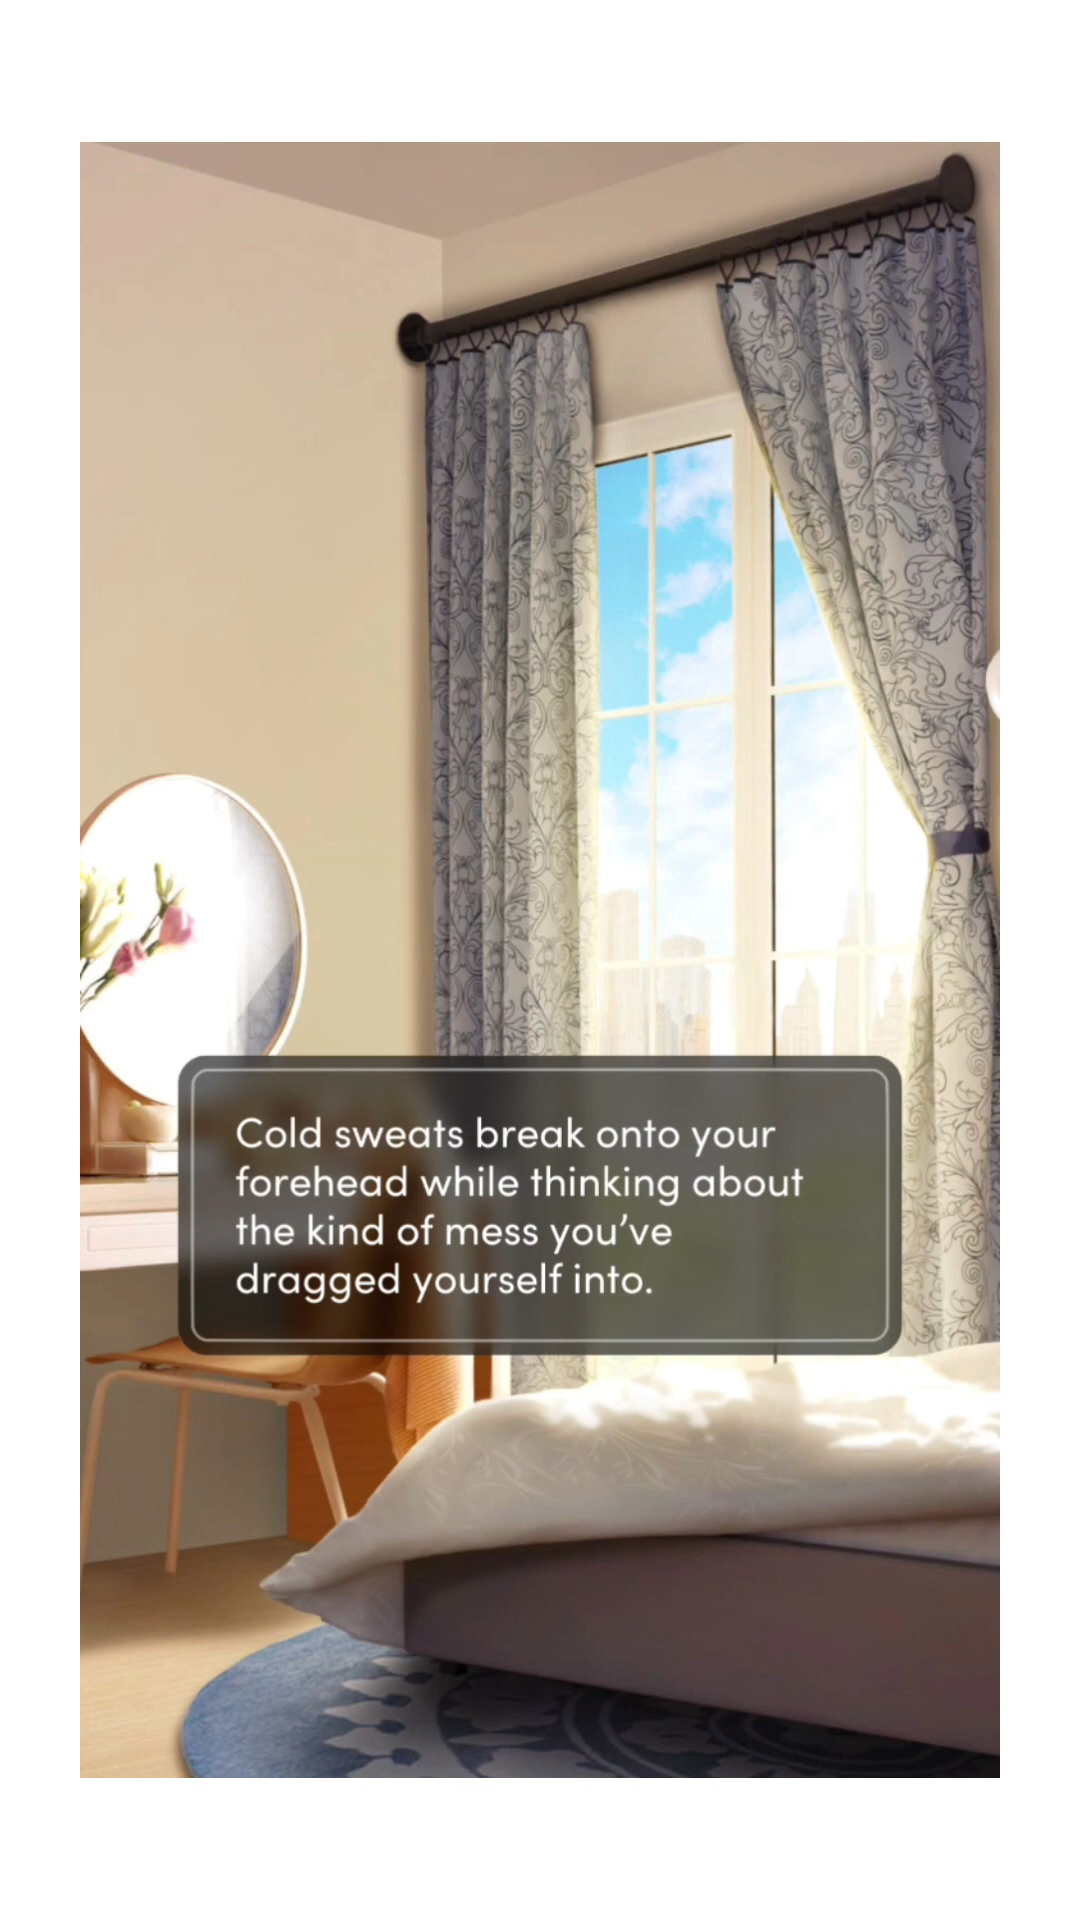 Cold sweats break onto your
forehead while thinking about
the kind of mess you’ve
dragged yourself into.